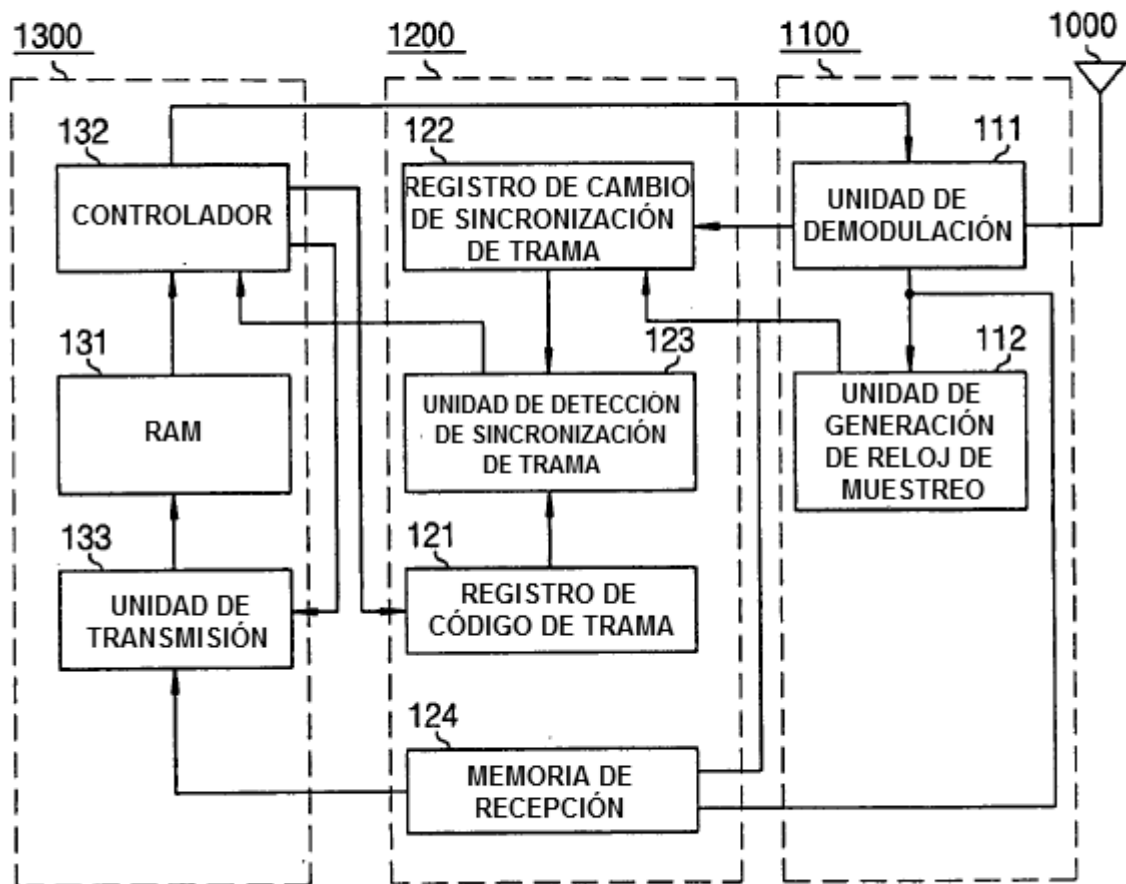 1300
1200
1100
1000
132
CONTROLADOR
122
REGISTRO DE CAMBIO
DE SINCRONIZACIÓN
DE TRAMA
111
UNIDAD DE
DEMODULACIÓN
131
RAM
123
UNIDAD DE DETECCIÓN
DE SINCRONIZACIÓN
DE TRAMA
112
UNIDAD DE
GENERACIÓN
DE RELOJ DE
MUESTREO
133
UNIDAD DE
TRANSMISIÓN
121
REGISTRO DE
CÓDIGO DE TRAMA
124
MEMORIA DE
RECEPCIÓN